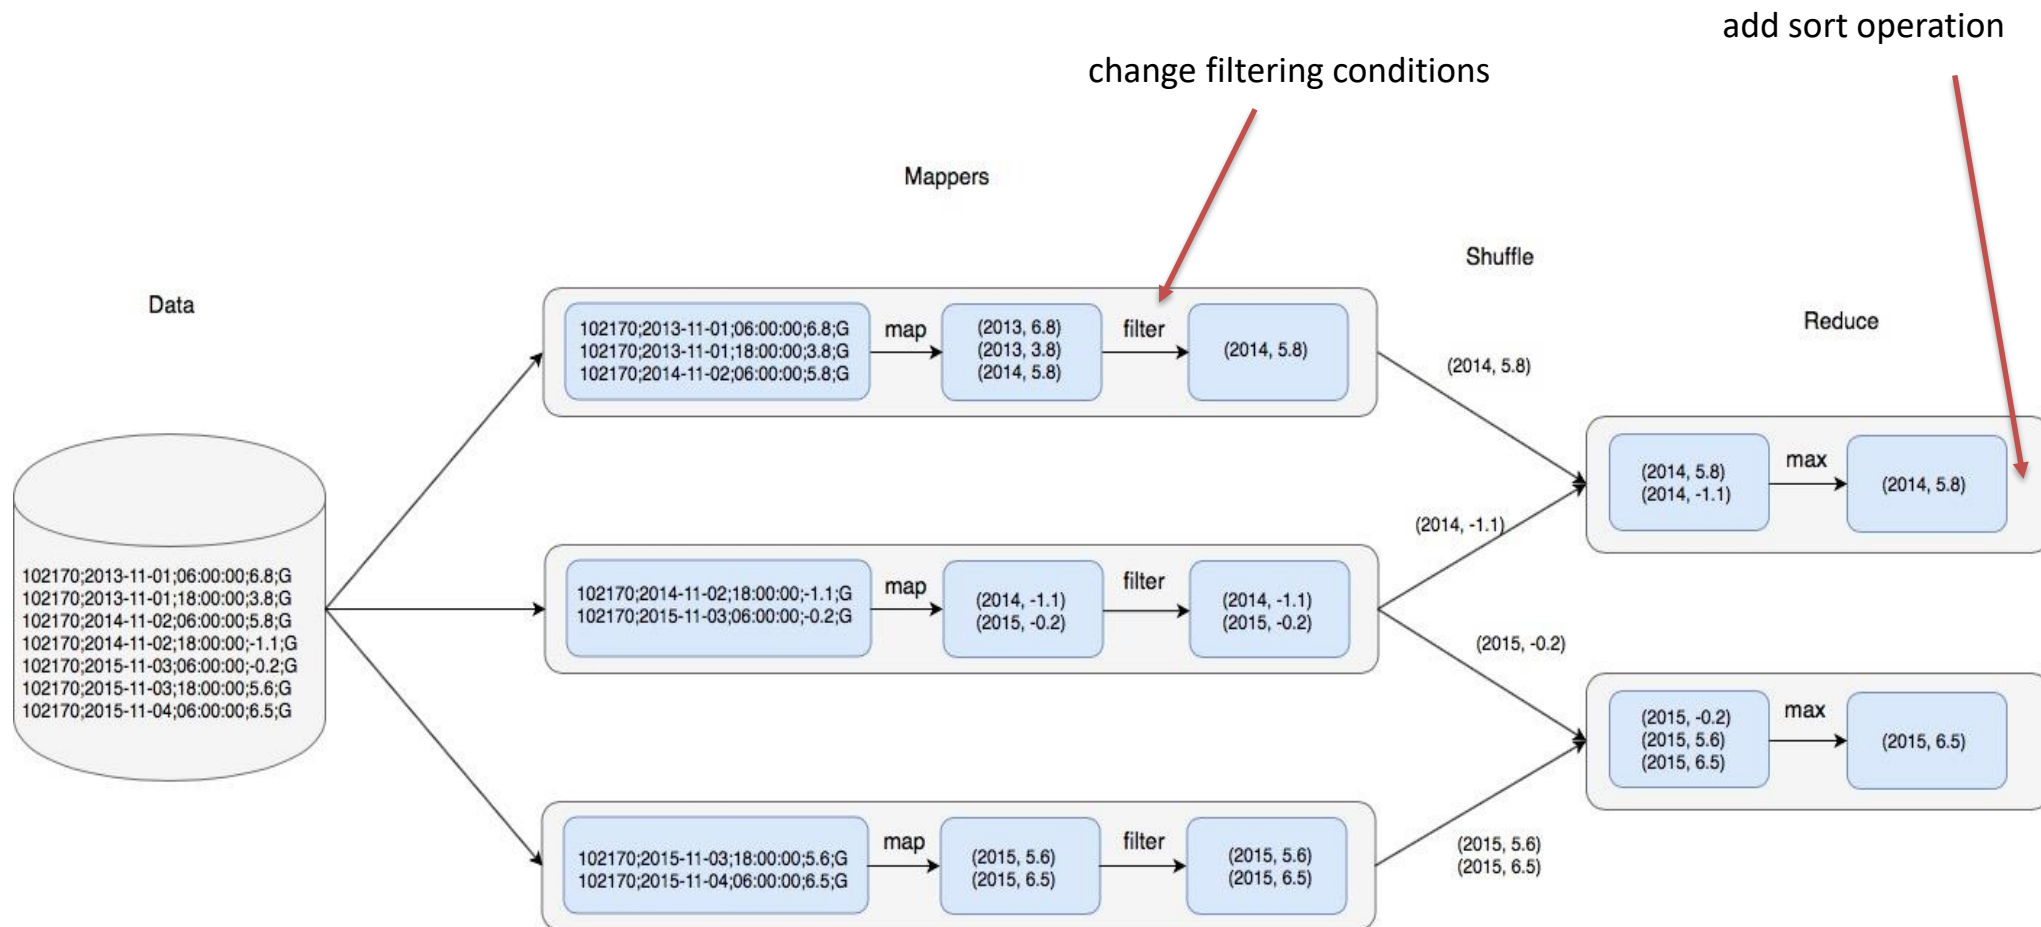 add sort operation
change filtering conditions
Mappers
Shuffle
Data
Reduce
102170;2013-11-01;06:00:00;6.8;G
102170;2013-11-01;18:00:00;3.8;G
102170;2014-11-02;06:00:00;5.8;G
102170;2014-11-02;18:00:00;-1.1;G
102170;2015-11-03;06:00:00;-0.2;G
102170;2015-11-03;18:00:00;5.6;G
102170;2015-11-04;06:00:00;6.5;G
102170;2013-11-01;06:00:00;6.8;G
102170;2013-11-01;18:00:00;3.8;G
102170;2014-11-02;06:00:00;5.8;G
map
(2013, 6.8)
(2013, 3.8)
(2014, 5.8)
filter
(2014, 5.8)
(2014, 5.8)
102170;2014-11-02;18:00:00;-1.1;G
102170;2015-11-03;06:00:00;-0.2;G
map
(2014, -1.1)
(2015, -0.2)
filter
(2014, -1.1)
(2015, -0.2)
(2014, -1.1)
(2015, -0.2)
102170;2015-11-03;18:00:00;5.6;G
102170;2015-11-04;06:00:00;6.5;G
map
(2015, 5.6)
(2015, 6.5)
filter
(2015, 5.6)
(2015, 6.5)
(2015, 5.6)
(2015, 6.5)
(2014, 5.8)
(2014, -1.1)
max
(2014, 5.8)
(2015, -0.2)
(2015, 5.6)
(2015, 6.5)
max
(2015, 6.5)